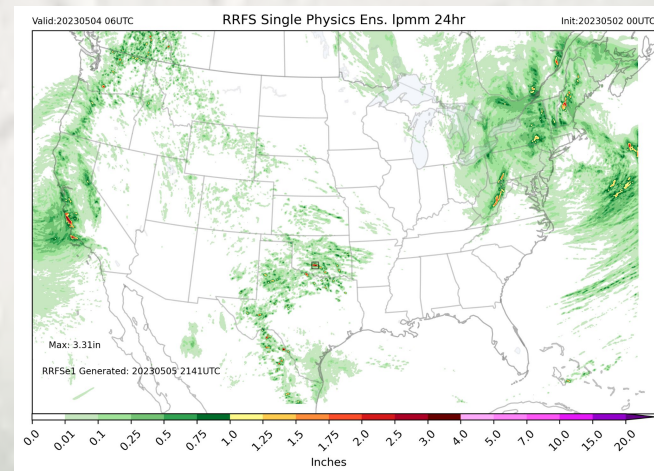 Valid:20230504 06UTC
RRFS Single Physics Ens. lpmm 24hr
Init:20230502 00UTC
Max: 3.31in
RRFSe1 Generated: 20230505 2141UTC
0.0 0.01 0.1 0.25 0.5 0.75 1.0 1.25 1.5 1.75 2.0 2.5 3.0 4.0 5.0 7.0 10.0 15.0 20.0
Inches